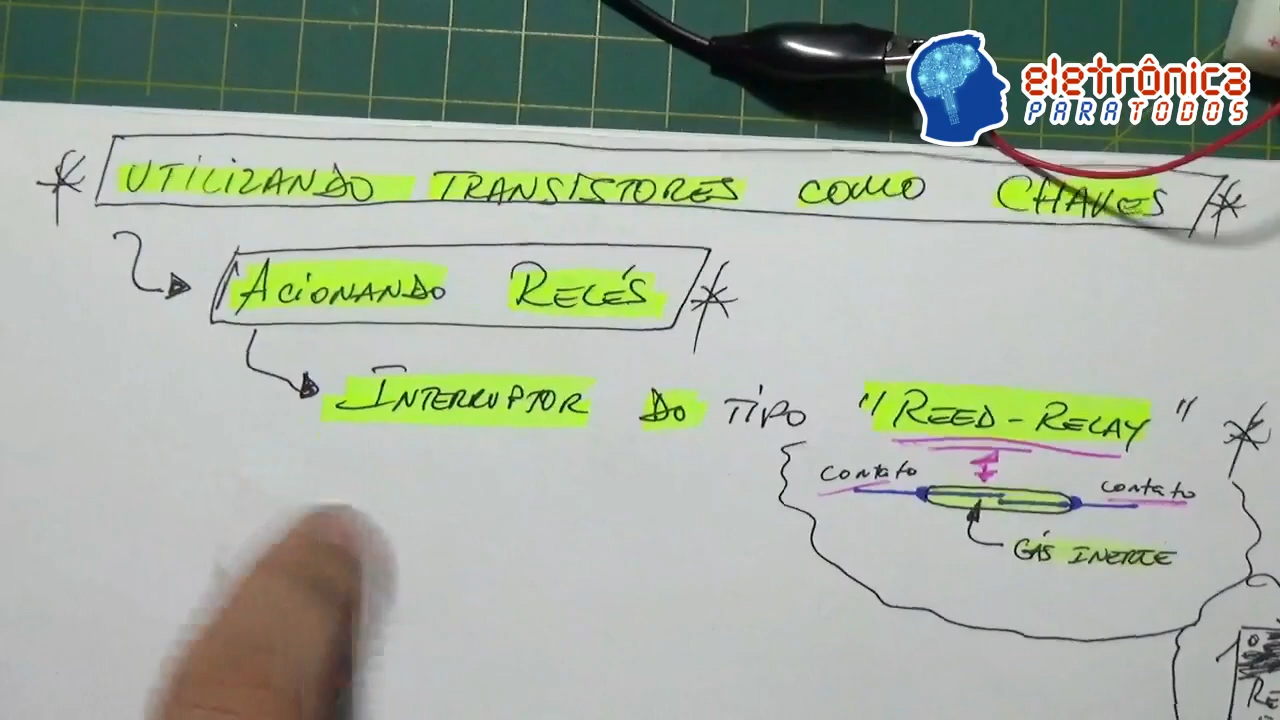 eletrônica
PARATODOS
UTILIZANDO TRANSISTORES COMO CHAVES
ACIONANDO RELÉS
INTERRUPTOR DO TIPO "REED-RELAY"
contato
contato
GÁS INERTE